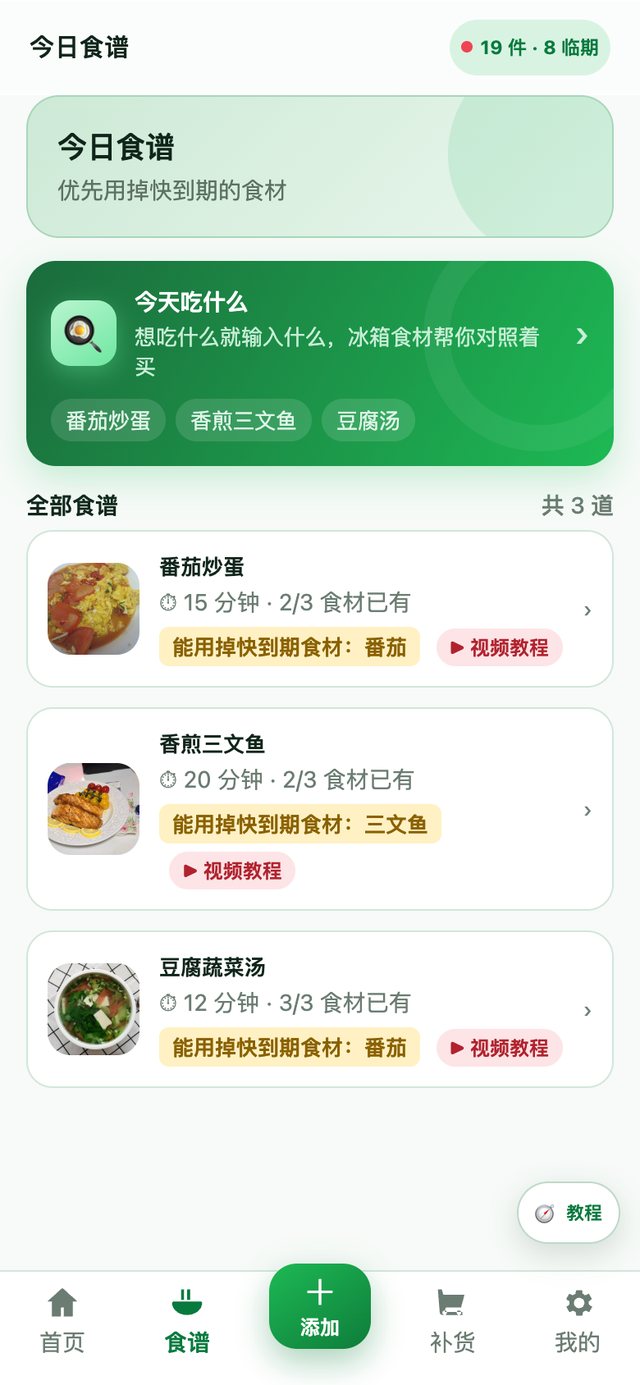 今日食谱
19 件 · 8 临期
今日食谱
优先用掉快到期的食材
今天吃什么
想吃什么就输入什么，冰箱食材帮你对照着
买
番茄炒蛋
香煎三文鱼
豆腐汤
全部食谱
共 3 道
番茄炒蛋
15 分钟 · 2/3 食材已有
能用掉快到期食材：番茄
视频教程
香煎三文鱼
20 分钟 · 2/3 食材已有
能用掉快到期食材：三文鱼
视频教程
豆腐蔬菜汤
12 分钟 · 3/3 食材已有
能用掉快到期食材：番茄
视频教程
教程
首页
食谱
添加
补货
我的